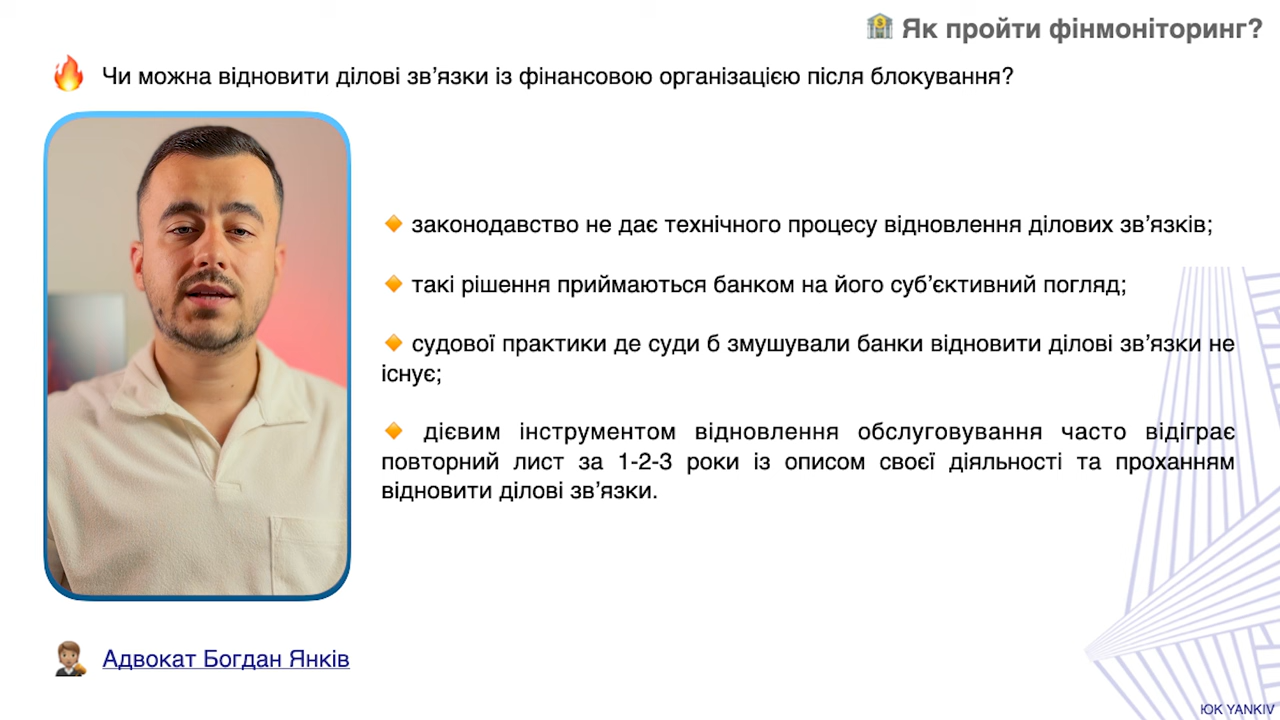 Як пройти фінмоніторинг?
Чи можна відновити ділові зв’язки із фінансовою організацією після блокування?
законодавство не дає технічного процесу відновлення ділових зв’язків;
такі рішення приймаються банком на його суб’єктивний погляд;
судової практики де суди б змушували банки відновити ділові зв’язки не
існує;
дієвим інструментом відновлення обслуговування часто відіграє
повторний лист за 1-2-3 роки із описом своєї діяльності та проханням
відновити ділові зв’язки.
Адвокат Богдан Янків
ЮК YANKIV